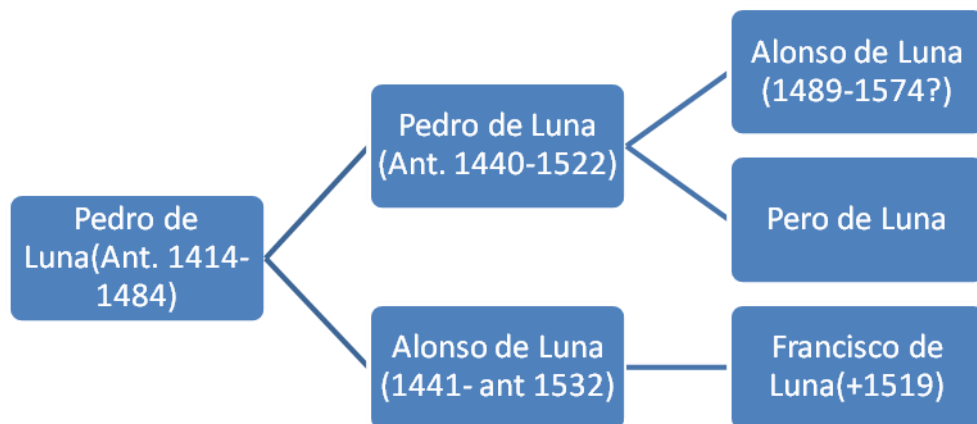 Pedro de
Luna(Ant. 1414-
1484)
Pedro de Luna
(Ant. 1440-1522)
Alonso de Luna
(1489-1574?)
Pero de Luna
Alonso de Luna
(1441- ant 1532)
Francisco de
Luna(+1519)